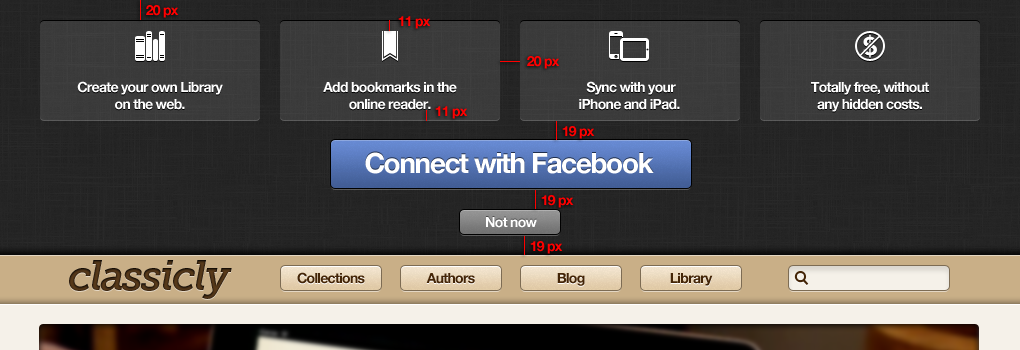 20 px
11 px
20 px
Create your own Library
on the web.
Add bookmarks in the
online reader.
Sync with your
iPhone and iPad.
Totally free, without
any hidden costs.
11 px
19 px
Connect with Facebook
19 px
Not now
19 px
classicly
Collections
Authors
Blog
Library